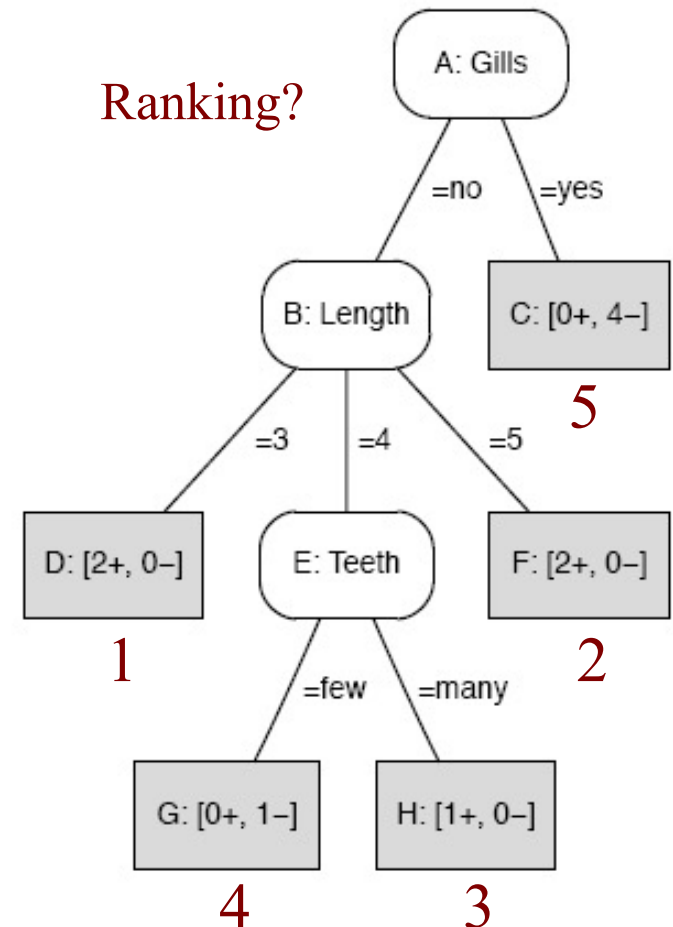 A: Gills
Ranking?
=no
=yes
B: Length
C: [0+, 4−]
5
=3
=4
=5
D: [2+, 0−]
E: Teeth
F: [2+, 0−]
1
2
=few
=many
G: [0+, 1−]
H: [1+, 0−]
4
3